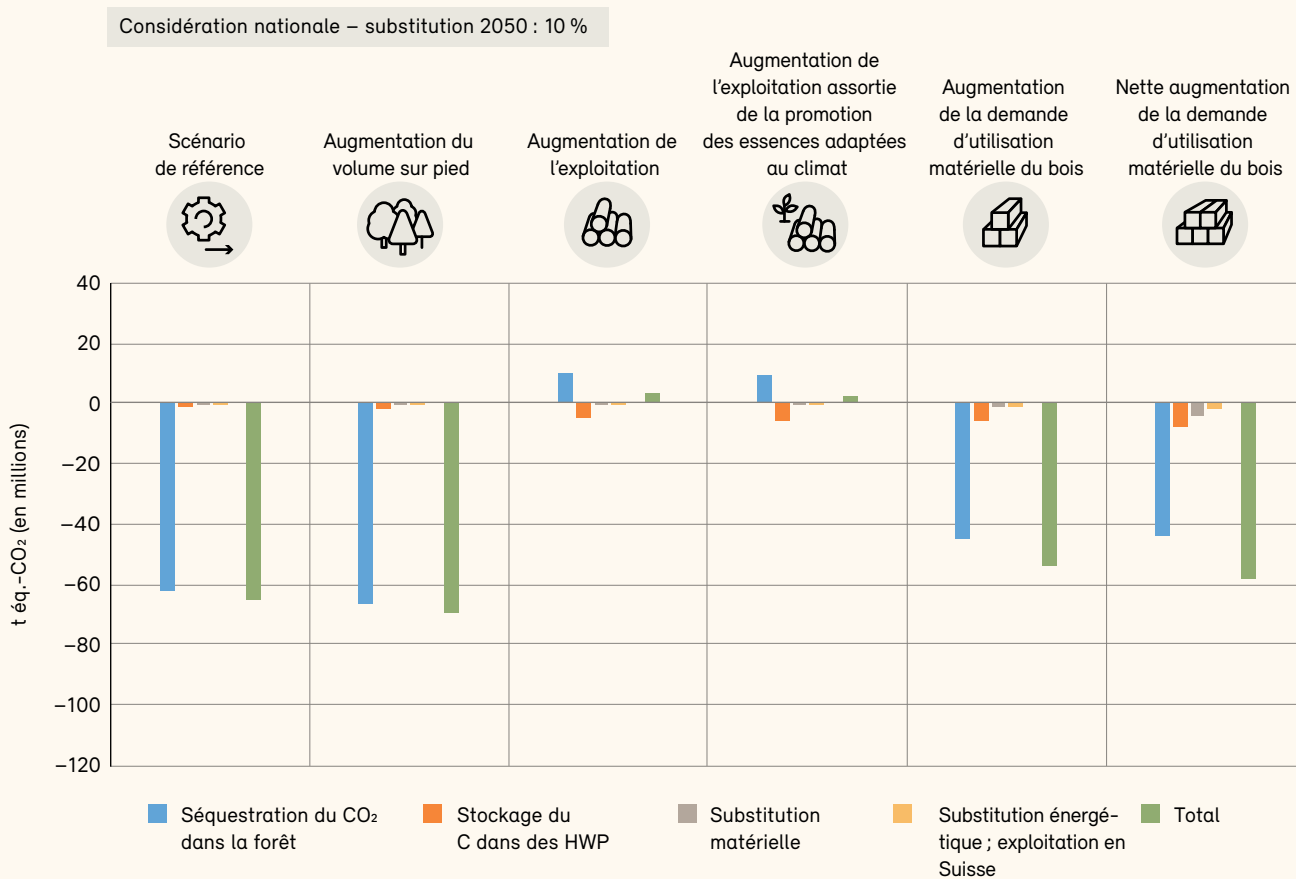 Considération nationale – substitution 2050 : 10 %
Scénario
de référence
Augmentation du
volume sur pied
Augmentation de
l'exploitation
Augmentation de
l'exploitation assortie
de la promotion
des essences adaptées
au climat
Augmentation
de la demande
d'utilisation
matérielle du bois
Nette augmentation
de la demande
d'utilisation
matérielle du bois
t éq.-CO₂ (en millions)
40
20
0
–20
–40
–60
–80
–100
–120
Séquestration du CO₂
dans la forêt
Stockage du
C dans des HWP
Substitution
matérielle
Substitution énergé-
tique ; exploitation en
Suisse
Total